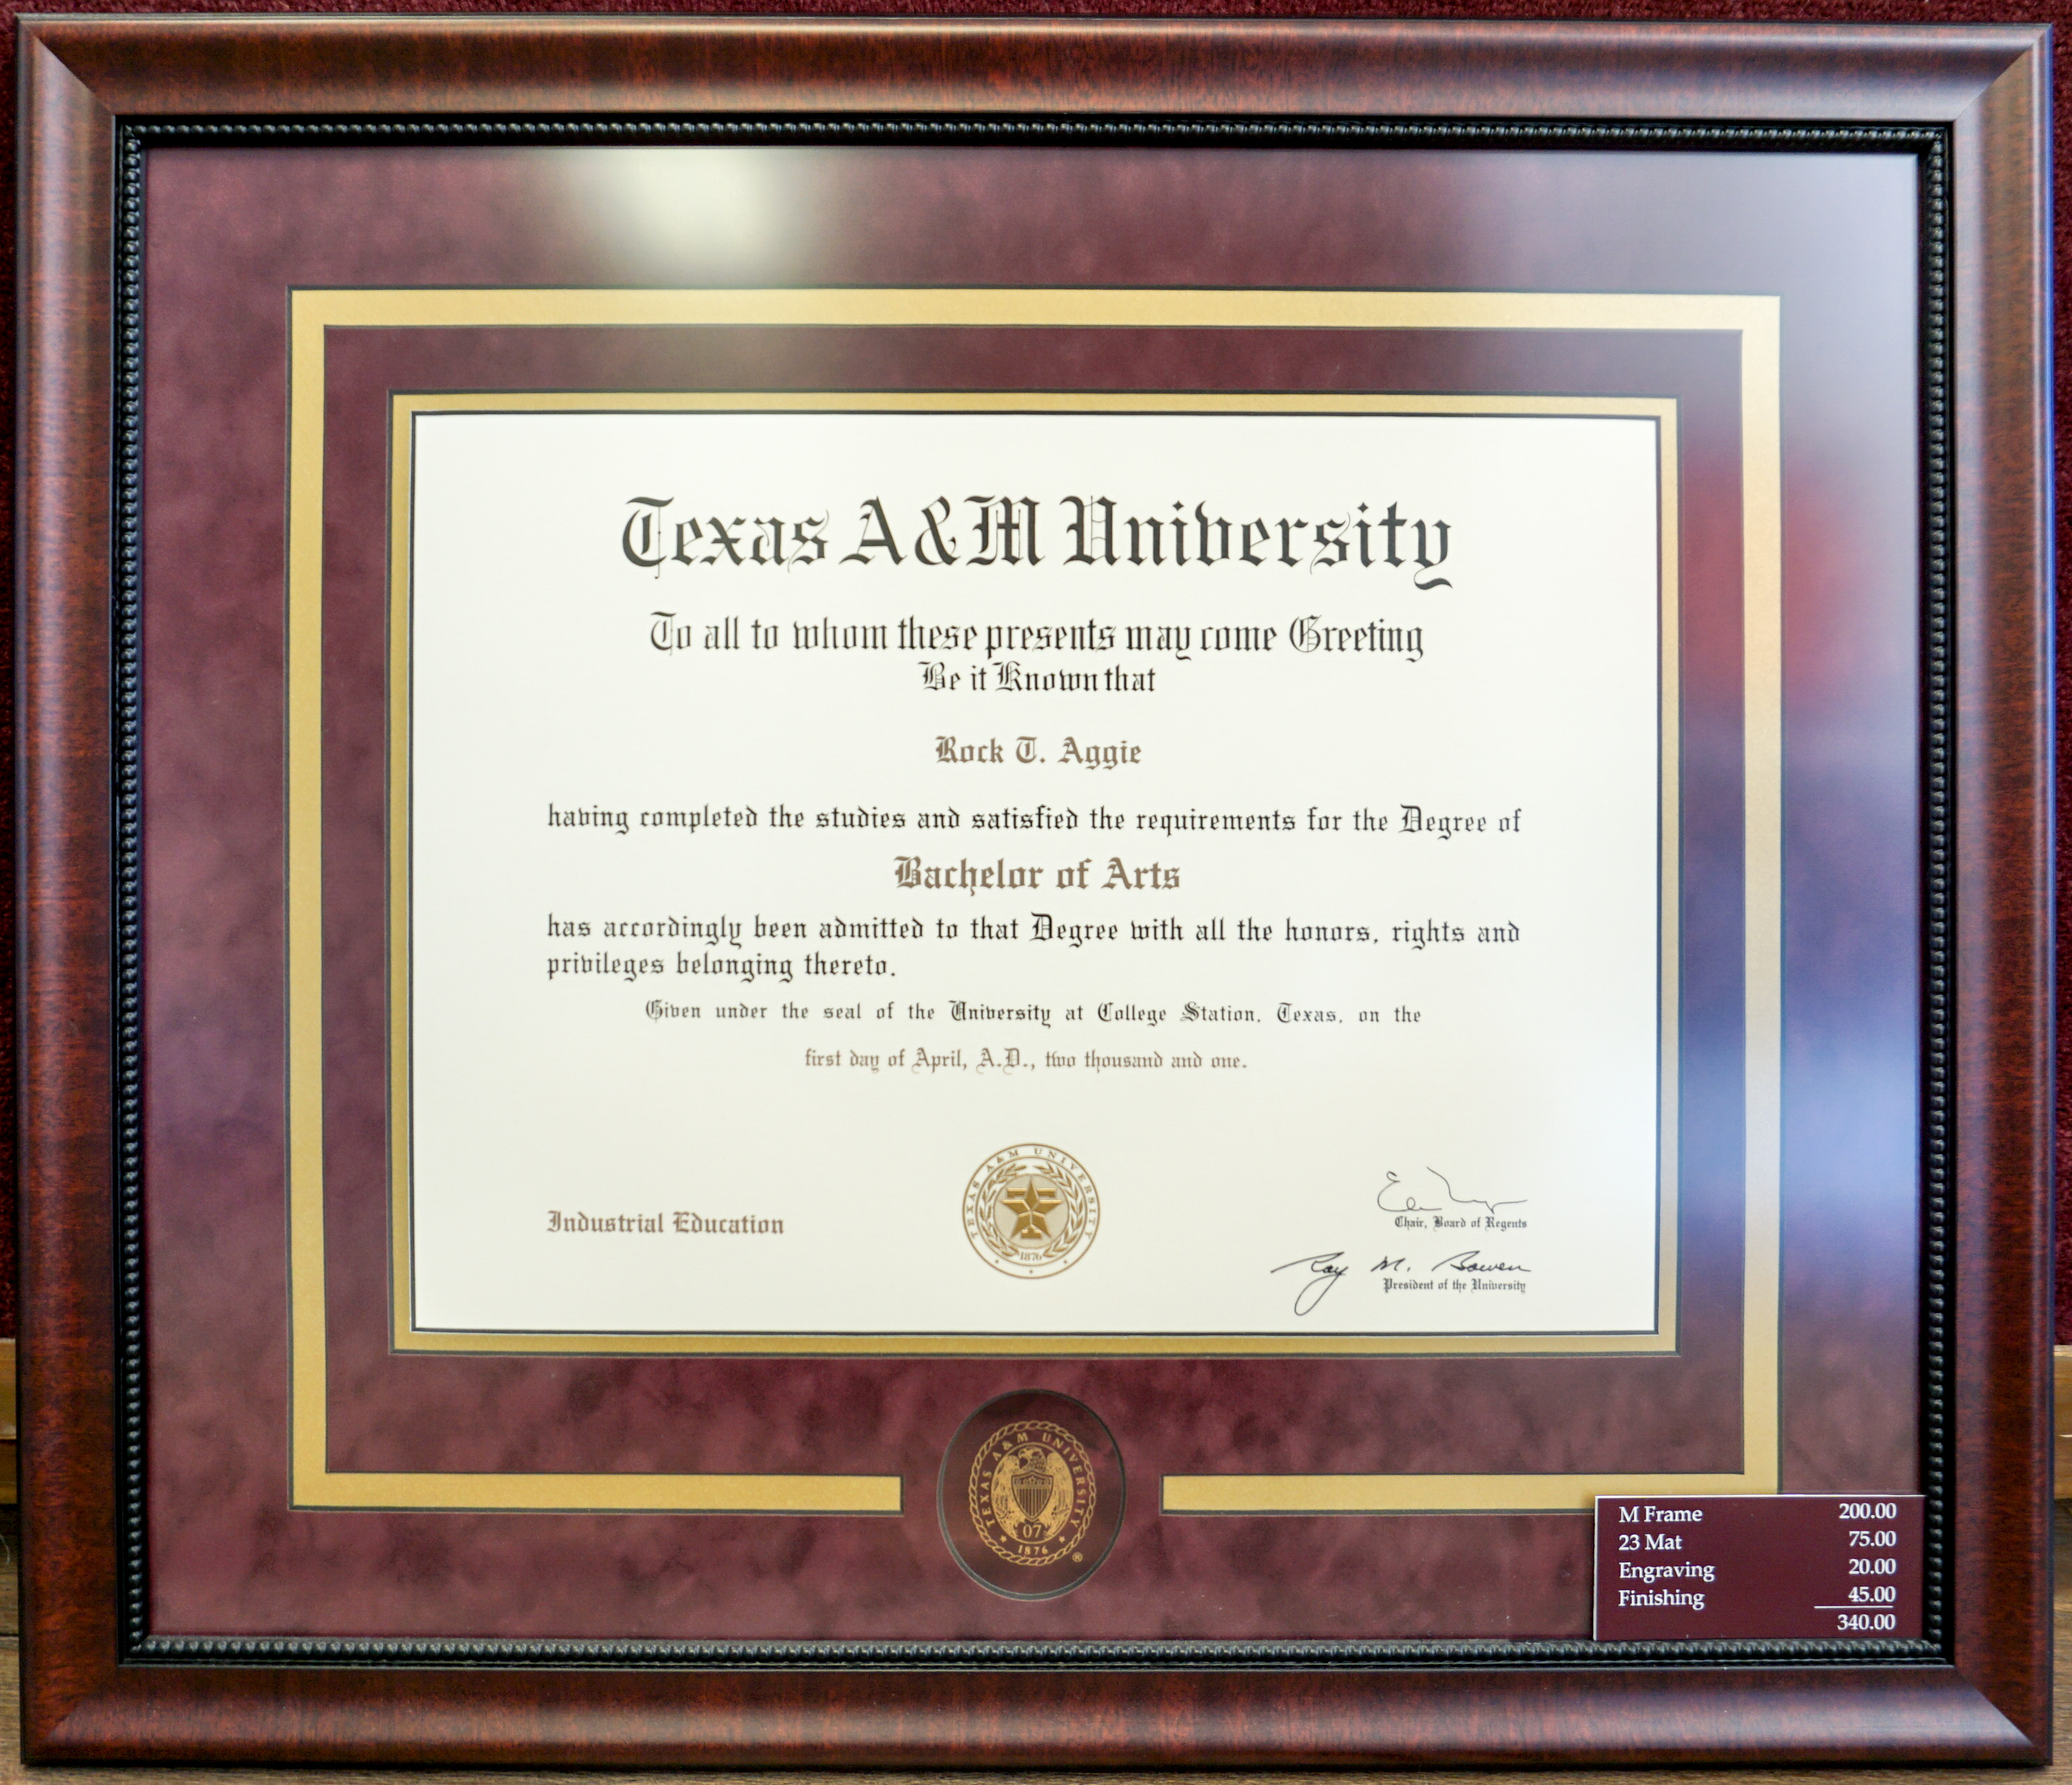 Texas A&M University
To all to whom these presents may come Greeting
Be it Known that
Rock T. Aggie
having completed the studies and satisfied the requirements for the Degree of
Bachelor of Arts
has accordingly been admitted to that Degree with all the honors, rights and
privileges belonging thereto.
Given under the seal of the University at College Station, Texas, on the
first day of April, A.D., two thousand and one.
Industrial Education
TEXAS A&M UNIVERSITY
1876
Chair, Board of Regents
Ray M. Bowen
President of the University
TEXAS A&M UNIVERSITY
07
1876
®
M Frame 200.00
23 Mat 75.00
Engraving 20.00
Finishing 45.00
340.00